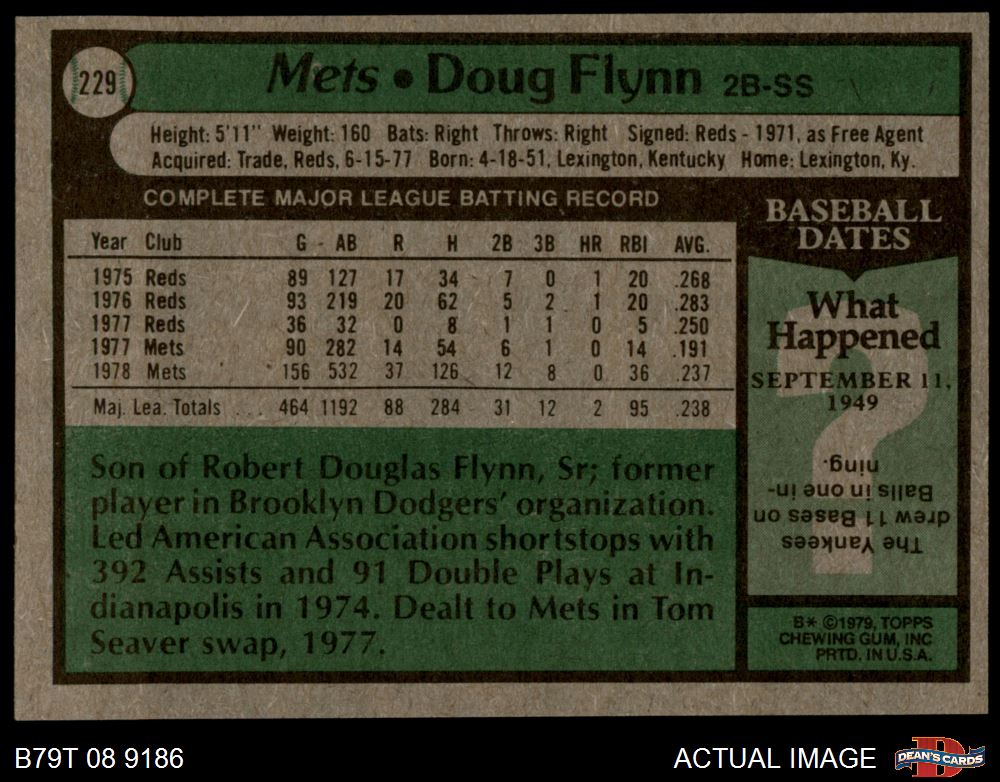 229
Mets • Doug Flynn 2B-SS
Height: 5'11" Weight: 160 Bats: Right Throws: Right Signed: Reds - 1971, as Free Agent
Acquired: Trade, Reds, 6-15-77 Born: 4-18-51, Lexington, Kentucky Home: Lexington, Ky.
COMPLETE MAJOR LEAGUE BATTING RECORD
Year Club G - AB R H 2B 3B HR RBI AVG.
1975 Reds 89 127 17 34 7 0 1 20 .268
1976 Reds 93 219 20 62 5 2 1 20 .283
1977 Reds 36 32 0 8 1 1 0 5 .250
1977 Mets 90 282 14 54 6 1 0 14 .191
1978 Mets 156 532 37 126 12 8 0 36 .237
Maj. Lea. Totals ... 464 1192 88 284 31 12 2 95 .238
Son of Robert Douglas Flynn, Sr; former
player in Brooklyn Dodgers' organization.
Led American Association shortstops with
392 Assists and 91 Double Plays at In-
dianapolis in 1974. Dealt to Mets in Tom
Seaver swap, 1977.
BASEBALL
DATES
What
Happened
SEPTEMBER 11,
1949
The Yankees
drew 11 Bases on
Balls in one in-
ning.
B* ©1979, TOPPS
CHEWING GUM, INC
PRTD. IN U.S.A.
B79T 08 9186
ACTUAL IMAGE
D
DEAN'S CARDS